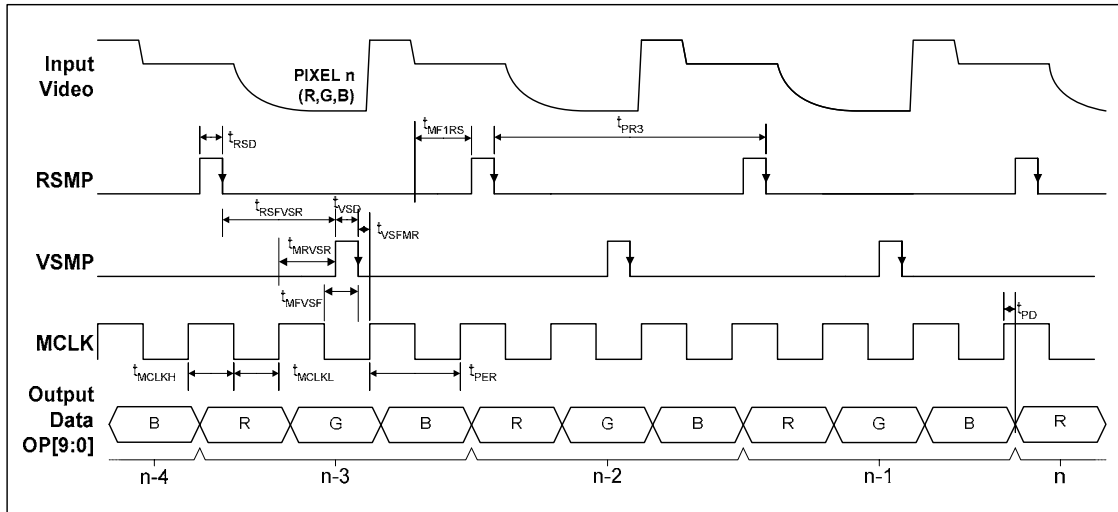 Input
Video
PIXEL n
(R,G,B)
tMF1RS
tPR3
tRSD
RSMP
tRSFVSR
tVSD
tVSFMR
tMRVSR
VSMP
tMFVSF
tPD
MCLK
tMCLKH
tMCLKL
tPER
Output
Data
OP[9:0]
B R G B R G B R G B R
n-4 n-3 n-2 n-1 n